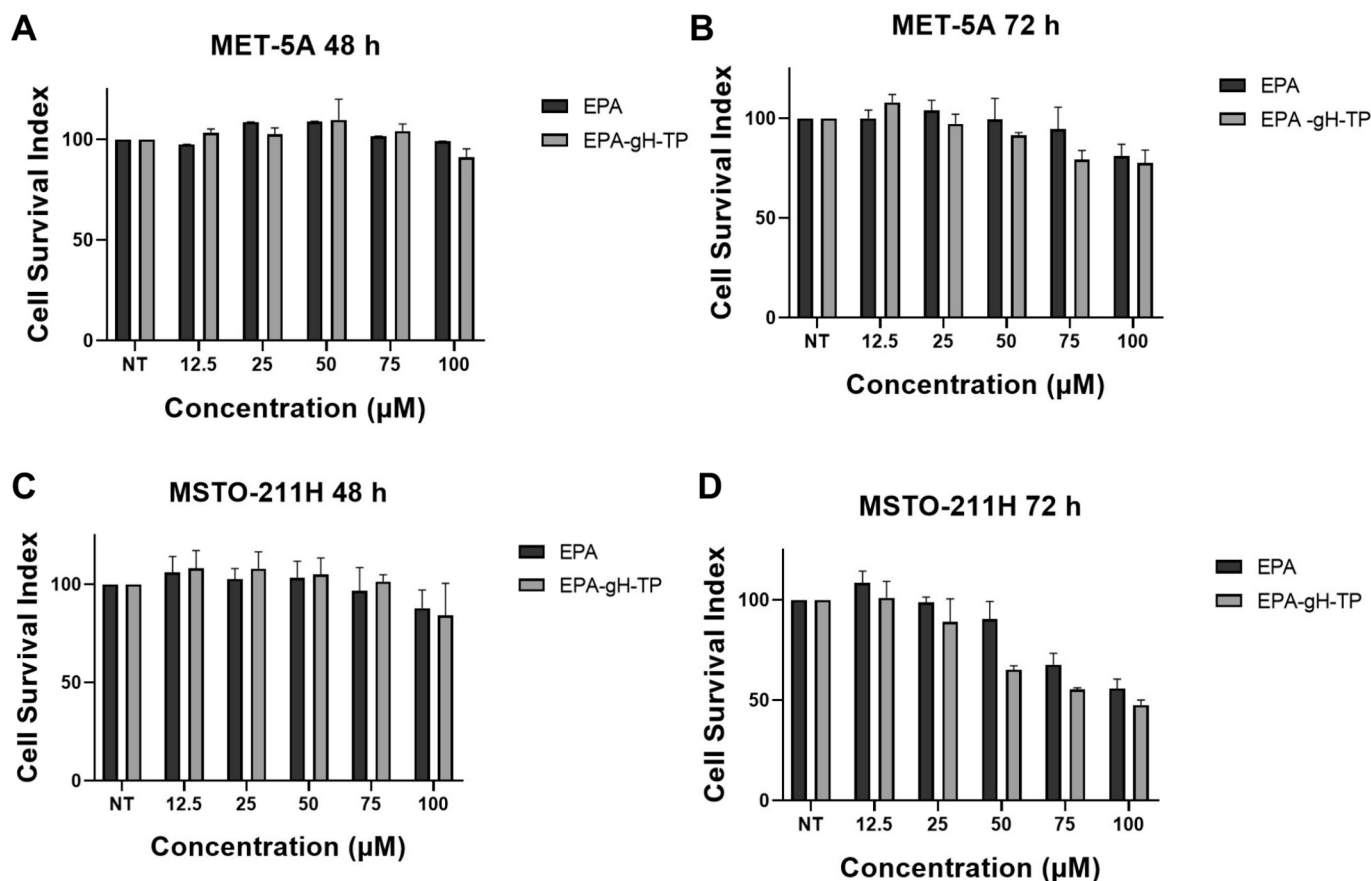 A
MET-5A 48 h
Cell Survival Index
100
50
0
NT 12.5 25 50 75 100
Concentration (µM)
EPA
EPA-gH-TP
B
MET-5A 72 h
Cell Survival Index
100
50
0
NT 12.5 25 50 75 100
Concentration (µM)
EPA
EPA -gH-TP
C
MSTO-211H 48 h
Cell Survival Index
100
50
0
NT 12.5 25 50 75 100
Concentration (µM)
EPA
EPA-gH-TP
D
MSTO-211H 72 h
Cell Survival Index
100
50
0
NT 12.5 25 50 75 100
Concentration (µM)
EPA
EPA-gH-TP